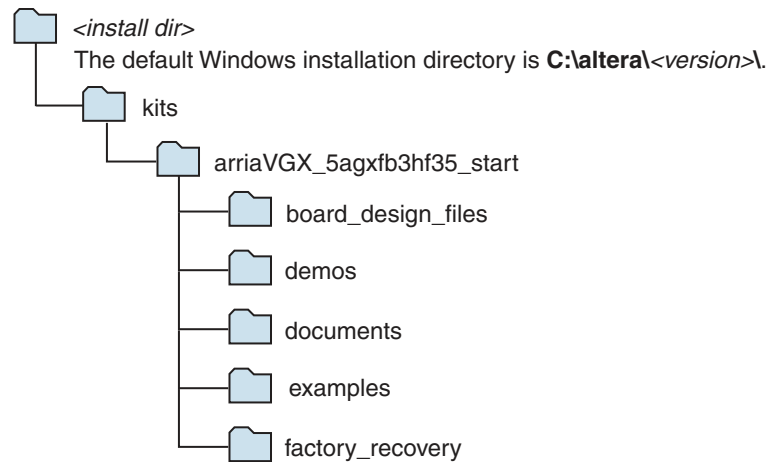 <install dir>
The default Windows installation directory is C:\altera\<version>\.
kits
arriaVGX_5agxfb3hf35_start
board_design_files
demos
documents
examples
factory_recovery